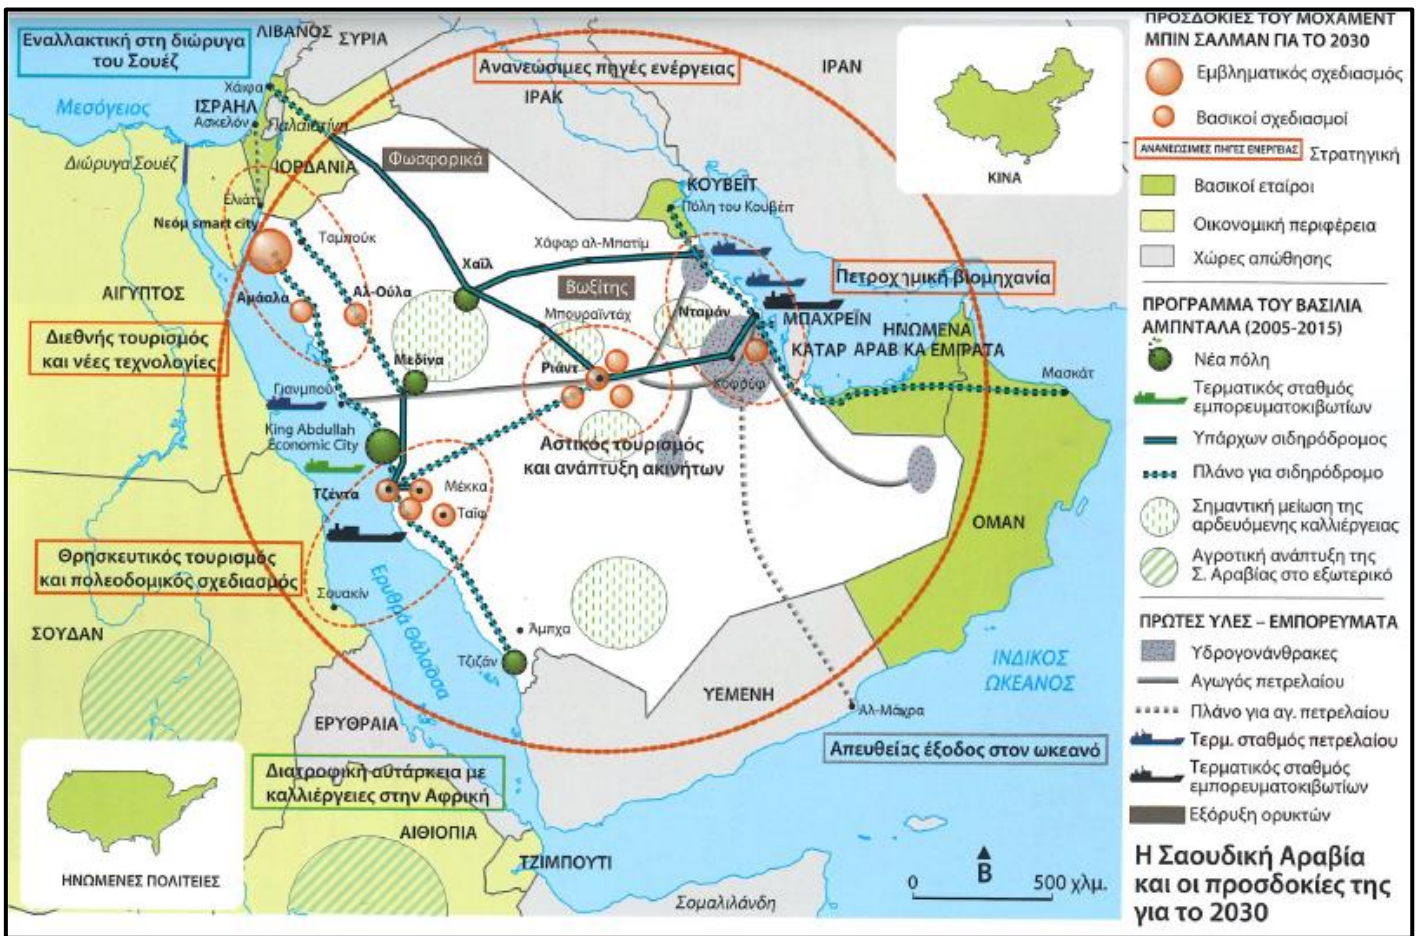 Εναλλακτική στη διώρυγα
του Σουέζ
ΛΙΒΑΝΟΣ
ΣΥΡΙΑ
Ανανεώσιμες πηγές ενέργειας
ΙΡΑΚ
ΙΡΑΝ
ΚΙΝΑ
Μεσόγειος
Χάιφα
ΙΣΡΑΗΛ
Ασκελόν
Παλαιστίνη
Διώρυγα Σουέζ
ΙΟΡΔΑΝΙΑ
Φωσφορικά
ΚΟΥΒΕΪΤ
Πόλη του Κουβέιτ
Ελιάτ
Νεόμ smart city
Ταμπούκ
Χάφαρ αλ-Μπατίμ
Χαΐλ
Βωξίτης
Πετροχημική βιομηχανία
ΑΙΓΥΠΤΟΣ
Αμάαλα
Αλ-Ούλα
Μπουραϊντάχ
Νταμάν
ΜΠΑΧΡΕΪΝ
ΗΝΩΜΕΝΑ
ΑΡΑΒ ΚΑ ΕΜΙΡΑΤΑ
ΚΑΤΑΡ
Διεθνής τουρισμός
και νέες τεχνολογίες
Μεδίνα
Ριάντ
Κοφρύφ
Μασκάτ
Γιανμπού
King Abdullah
Economic City
Αστικός τουρισμός
και ανάπτυξη ακινήτων
Τζέντα
Μέκκα
Ταΐφ
ΟΜΑΝ
Θρησκευτικός τουρισμός
και πολεοδομικός σχεδιασμός
Σουακίν
Ερυθρά Θάλασσα
ΣΟΥΔΑΝ
Άμπχα
Τζιζάν
ΙΝΔΙΚΟΣ
ΩΚΕΑΝΟΣ
ΥΕΜΕΝΗ
Αλ-Μάχρα
ΕΡΥΘΡΑΙΑ
Απευθείας έξοδος στον ωκεανό
Διατροφική αυτάρκεια με
καλλιέργειες στην Αφρική
ΑΙΘΙΟΠΙΑ
ΤΖΙΜΠΟΥΤΙ
ΗΝΩΜΕΝΕΣ ΠΟΛΙΤΕΙΕΣ
Σομαλιλάνδη
Β
0 500 χλμ.
ΠΡΟΣΔΟΚΙΕΣ ΤΟΥ ΜΟΧΑΜΕΝΤ
ΜΠΙΝ ΣΑΛΜΑΝ ΓΙΑ ΤΟ 2030
Εμβληματικός σχεδιασμός
Βασικοί σχεδιασμοί
ΑΝΑΝΕΩΣΙΜΕΣ ΠΗΓΕΣ ΕΝΕΡΓΕΙΑΣ Στρατηγική
Βασικοί εταίροι
Οικονομική περιφέρεια
Χώρες απώθησης
ΠΡΟΓΡΑΜΜΑ ΤΟΥ ΒΑΣΙΛΙΑ
ΑΜΠΝΤΑΛΑ (2005-2015)
Νέα πόλη
Τερματικός σταθμός
εμπορευματοκιβωτίων
Υπάρχων σιδηρόδρομος
Πλάνο για σιδηρόδρομο
Σημαντική μείωση της
αρδευόμενης καλλιέργειας
Αγροτική ανάπτυξη της
Σ. Αραβίας στο εξωτερικό
ΠΡΩΤΕΣ ΥΛΕΣ – ΕΜΠΟΡΕΥΜΑΤΑ
Υδρογονάνθρακες
Αγωγός πετρελαίου
Πλάνο για αγ. πετρελαίου
Τερμ. σταθμός πετρελαίου
Τερματικός σταθμός
εμπορευματοκιβωτίων
Εξόρυξη ορυκτών
Η Σαουδική Αραβία
και οι προσδοκίες της
για το 2030